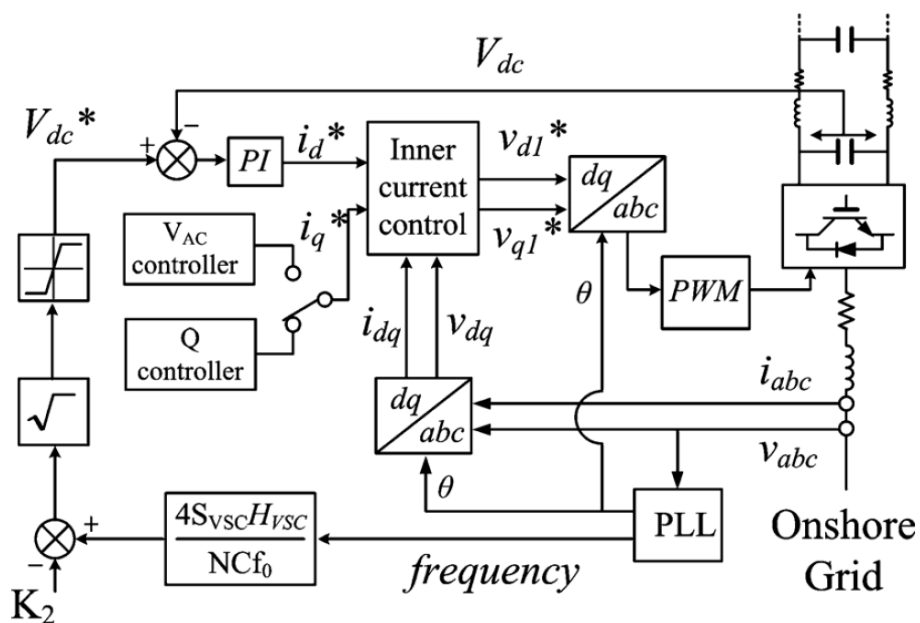 V_dc
V_dc*
+
−
PI
i_d*
Inner
current
control
v_d1*
v_q1*
dq
abc
V_AC
controller
i_q*
Q
controller
i_dq
v_dq
θ
PWM
dq
abc
i_abc
v_abc
θ
PLL
Onshore
Grid
4S_VSC H_VSC
NCf_0
frequency
+
−
K_2
√